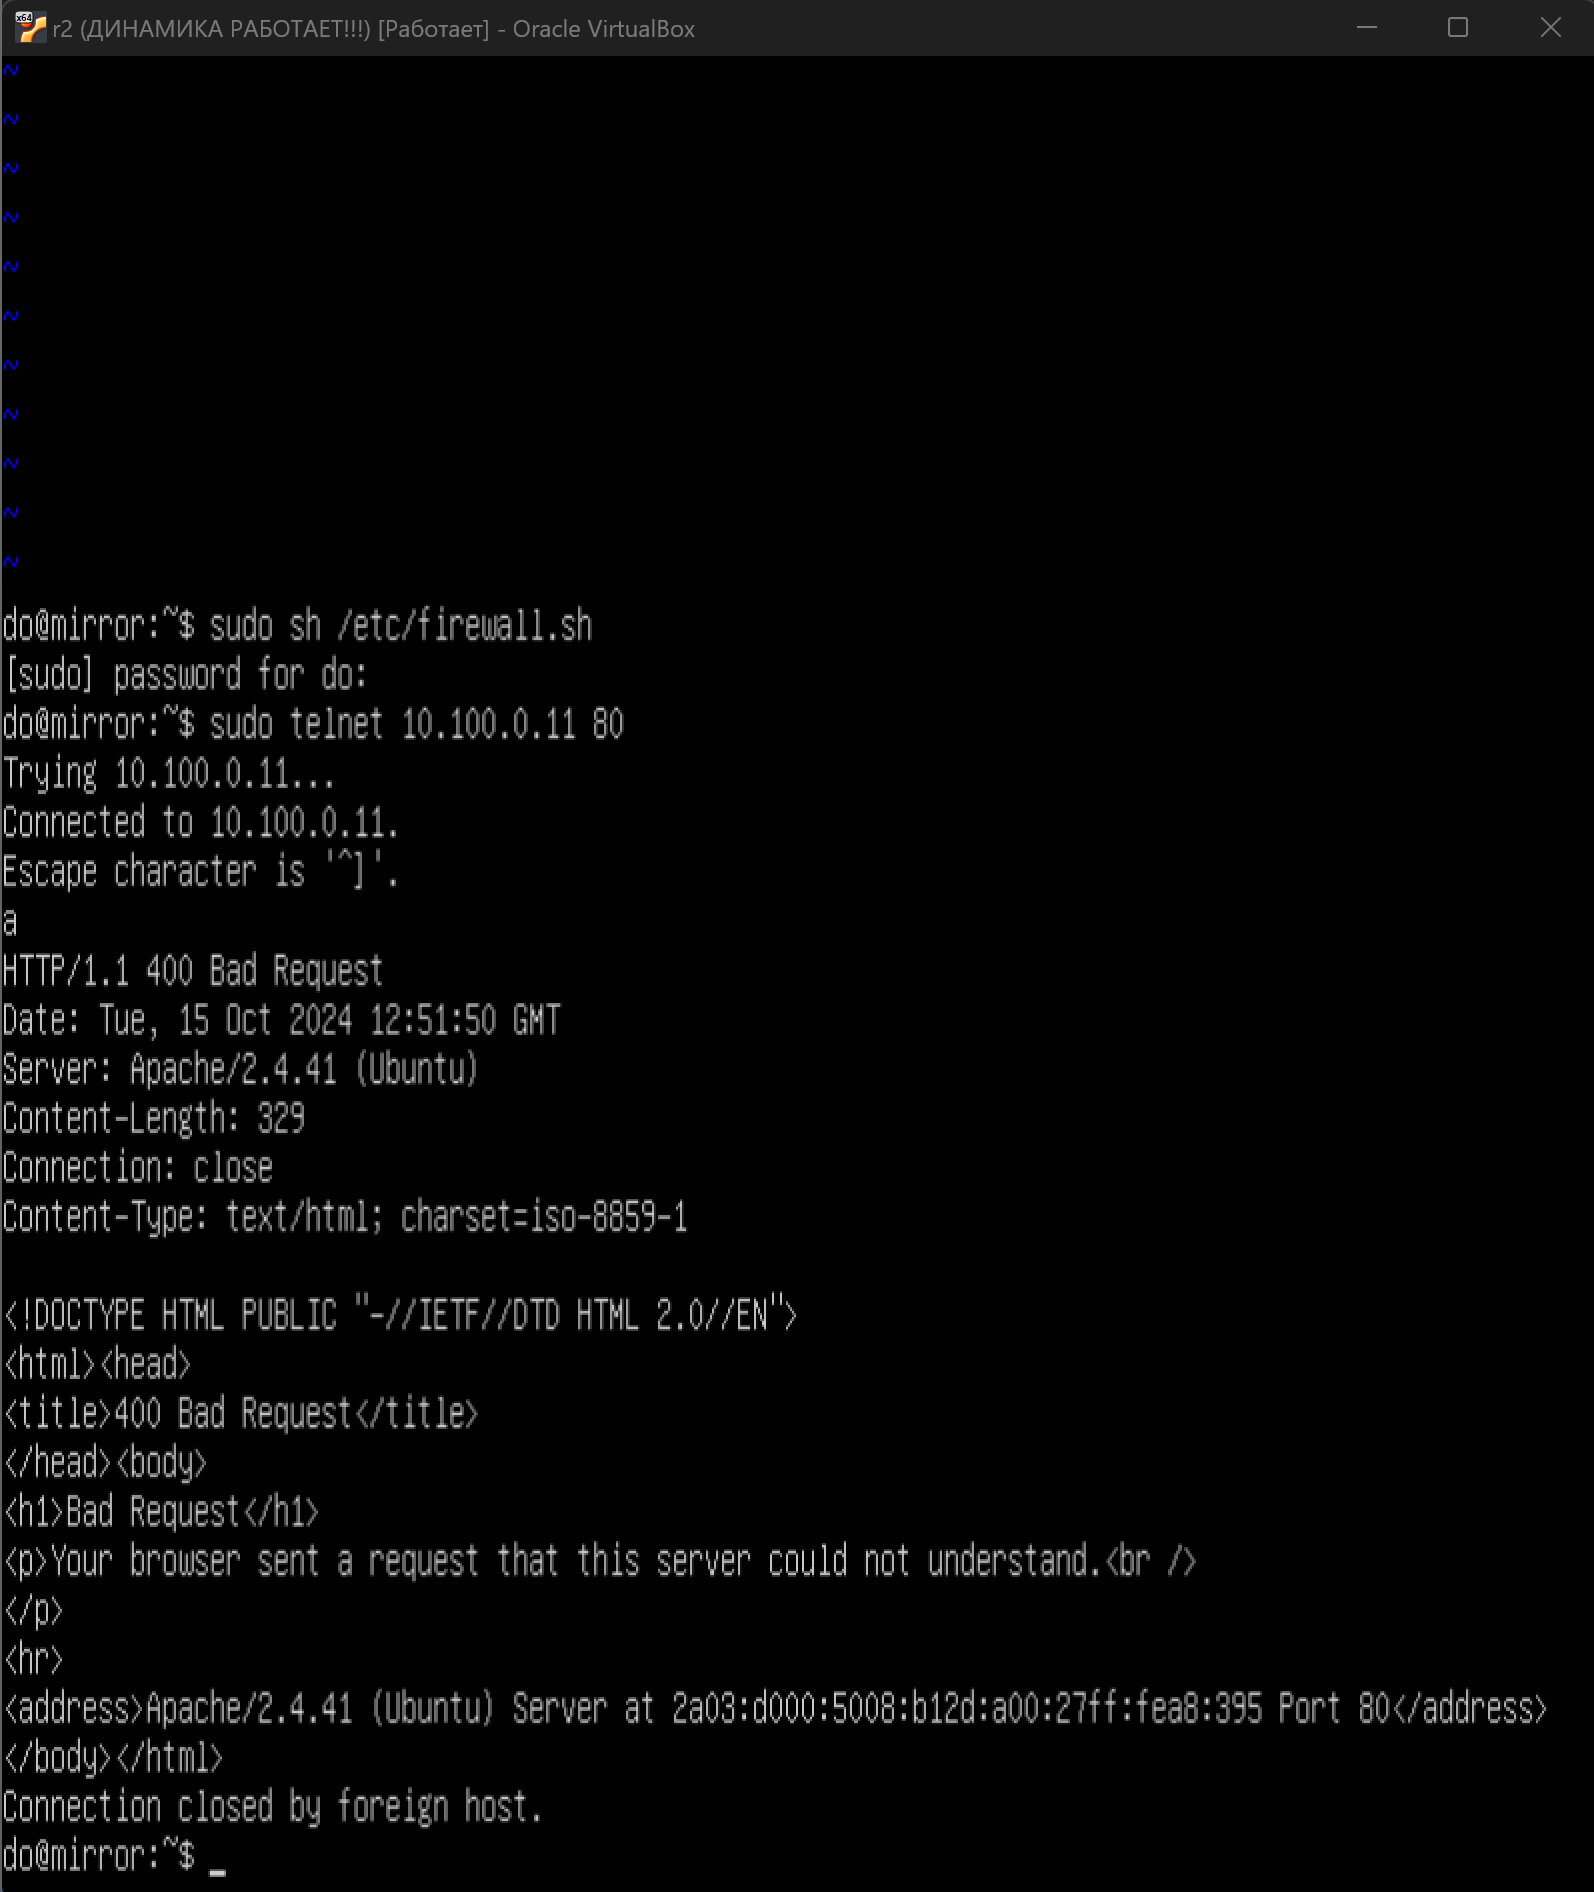 r2 (ДИНАМИКА РАБОТАЕТ!!!) [Работает] - Oracle VirtualBox
~
~
~
~
~
~
~
~
~
~
~
do@mirror:~$ sudo sh /etc/firewall.sh
[sudo] password for do:
do@mirror:~$ sudo telnet 10.100.0.11 80
Trying 10.100.0.11...
Connected to 10.100.0.11.
Escape character is '^]'.
a
HTTP/1.1 400 Bad Request
Date: Tue, 15 Oct 2024 12:51:50 GMT
Server: Apache/2.4.41 (Ubuntu)
Content-Length: 329
Connection: close
Content-Type: text/html; charset=iso-8859-1

<!DOCTYPE HTML PUBLIC "-//IETF//DTD HTML 2.0//EN">
<html><head>
<title>400 Bad Request</title>
</head><body>
<h1>Bad Request</h1>
<p>Your browser sent a request that this server could not understand.<br />
</p>
<hr>
<address>Apache/2.4.41 (Ubuntu) Server at 2a03:d000:5008:b12d:a00:27ff:fea8:395 Port 80</address>
</body></html>
Connection closed by foreign host.
do@mirror:~$ _